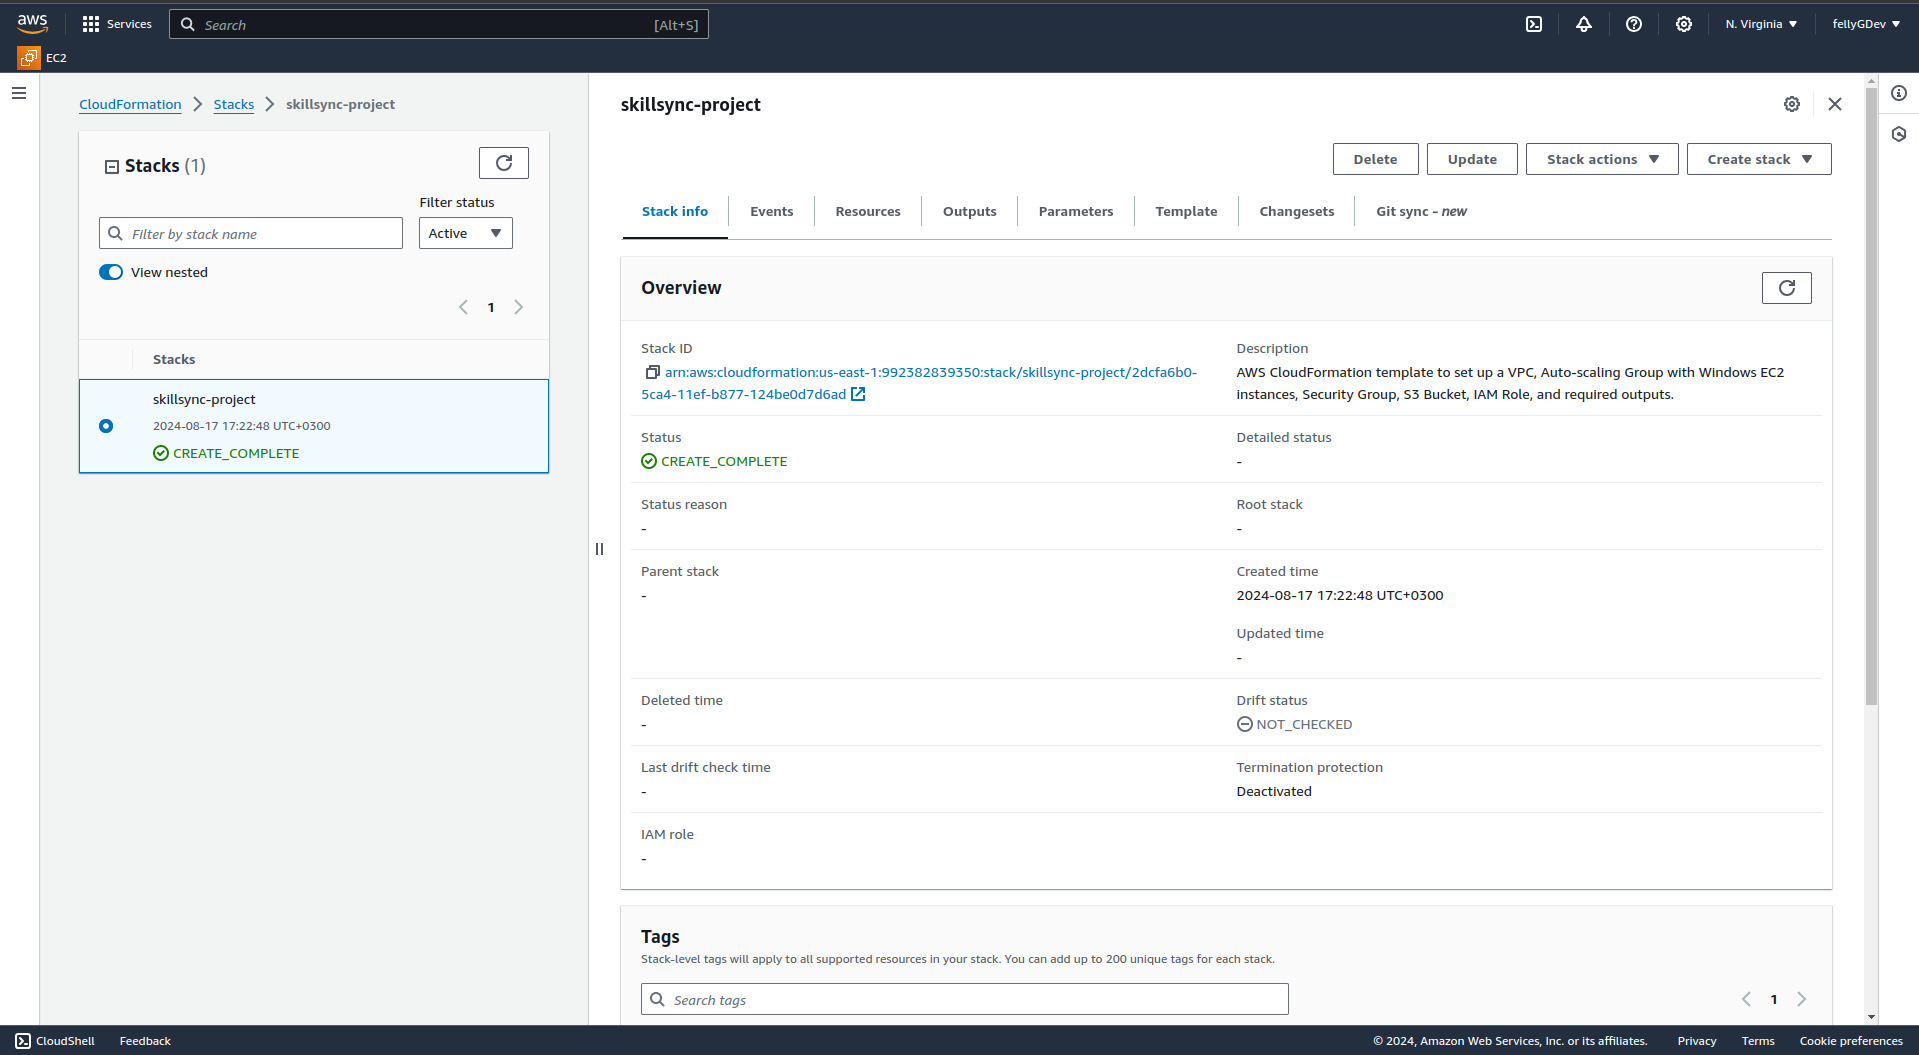 aws
Services
Search
[Alt+S]
N. Virginia
fellyGDev
EC2
CloudFormation
Stacks
skillsync-project
Stacks (1)
Filter status
Filter by stack name
Active
View nested
1
Stacks
skillsync-project
2024-08-17 17:22:48 UTC+0300
CREATE_COMPLETE
skillsync-project
Delete
Update
Stack actions
Create stack
Stack info
Events
Resources
Outputs
Parameters
Template
Changesets
Git sync - new
Overview
Stack ID
arn:aws:cloudformation:us-east-1:992382839350:stack/skillsync-project/2dcfa6b0-
5ca4-11ef-b877-124be0d7d6ad
Description
AWS CloudFormation template to set up a VPC, Auto-scaling Group with Windows EC2
Instances, Security Group, S3 Bucket, IAM Role, and required outputs.
Status
CREATE_COMPLETE
Detailed status
-
Status reason
-
Root stack
-
Parent stack
-
Created time
2024-08-17 17:22:48 UTC+0300
Updated time
-
Deleted time
-
Drift status
NOT_CHECKED
Last drift check time
-
Termination protection
Deactivated
IAM role
-
Tags
Stack-level tags will apply to all supported resources in your stack. You can add up to 200 unique tags for each stack.
Search tags
1
CloudShell
Feedback
© 2024, Amazon Web Services, Inc. or its affiliates.
Privacy
Terms
Cookie preferences